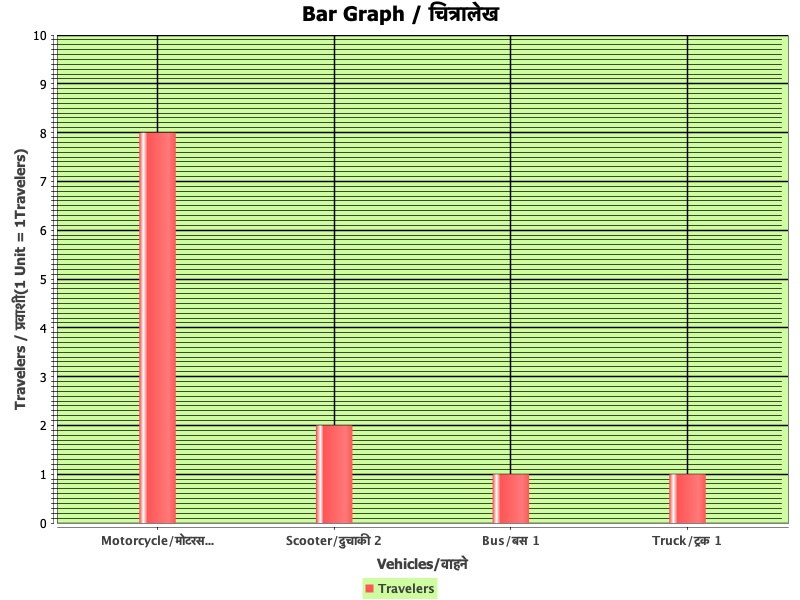 Bar Graph / चित्रालेख
Travelers / प्रवाशी(1 Unit = 1Travelers)
10
9
8
7
6
5
4
3
2
1
0
Motorcycle/मोटरस... Scooter/दुचाकी 2 Bus/बस 1 Truck/ट्रक 1
Vehicles/वाहने
Travelers